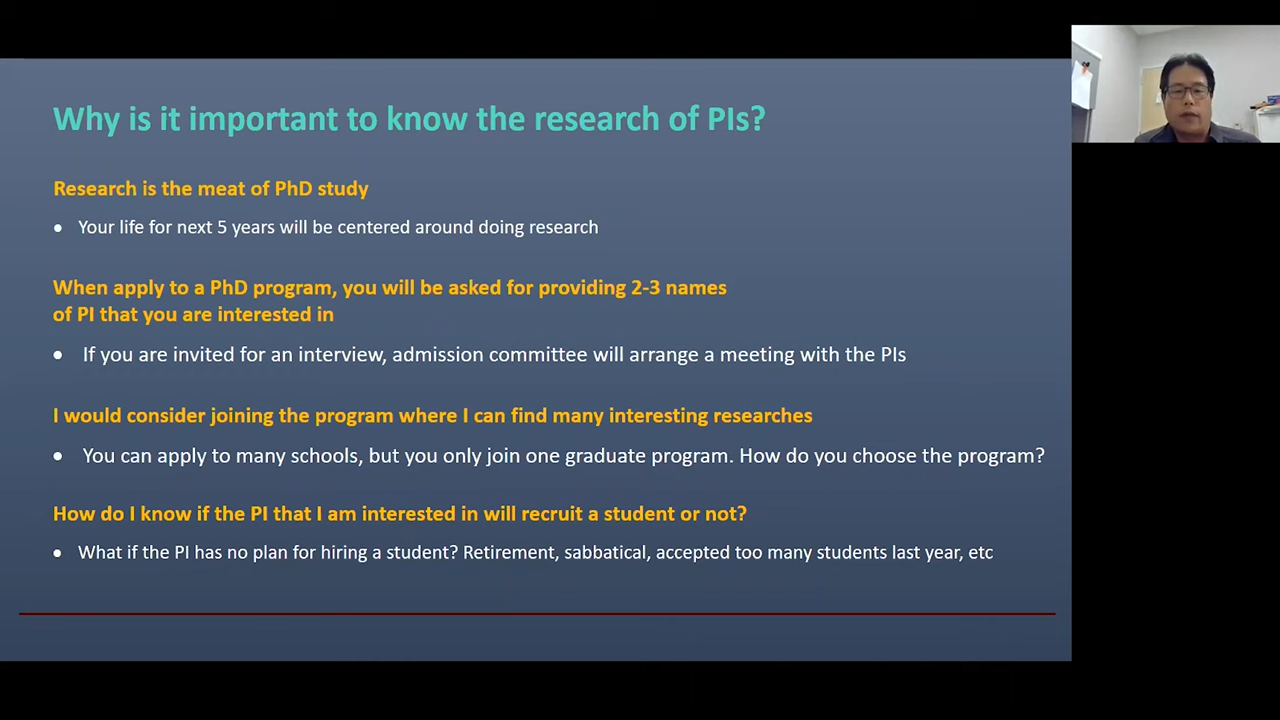 Why is it important to know the research of PIs?
Research is the meat of PhD study
• Your life for next 5 years will be centered around doing research
When apply to a PhD program, you will be asked for providing 2-3 names
of PI that you are interested in
• If you are invited for an interview, admission committee will arrange a meeting with the PIs
I would consider joining the program where I can find many interesting researches
• You can apply to many schools, but you only join one graduate program. How do you choose the program?
How do I know if the PI that I am interested in will recruit a student or not?
• What if the PI has no plan for hiring a student? Retirement, sabbatical, accepted too many students last year, etc